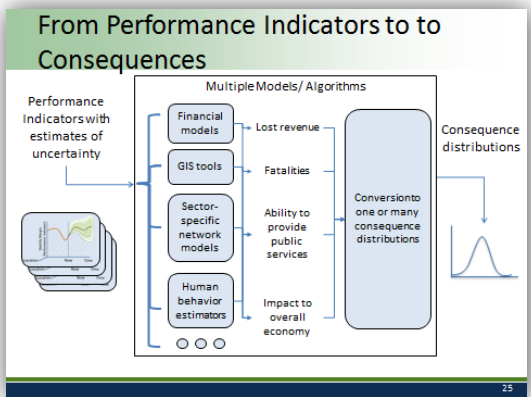 From Performance Indicators to to
Consequences
Multiple Models/ Algorithms
Performance
Indicators with
estimates of
uncertainty
Financial
models
GIS tools
Sector-
specific
network
models
Human
behavior
estimators
Lost revenue
Fatalities
Ability to
provide
public
services
Impact to
overall
economy
Conversionto
one or many
consequence
distributions
Consequence
distributions
Now
Time
25